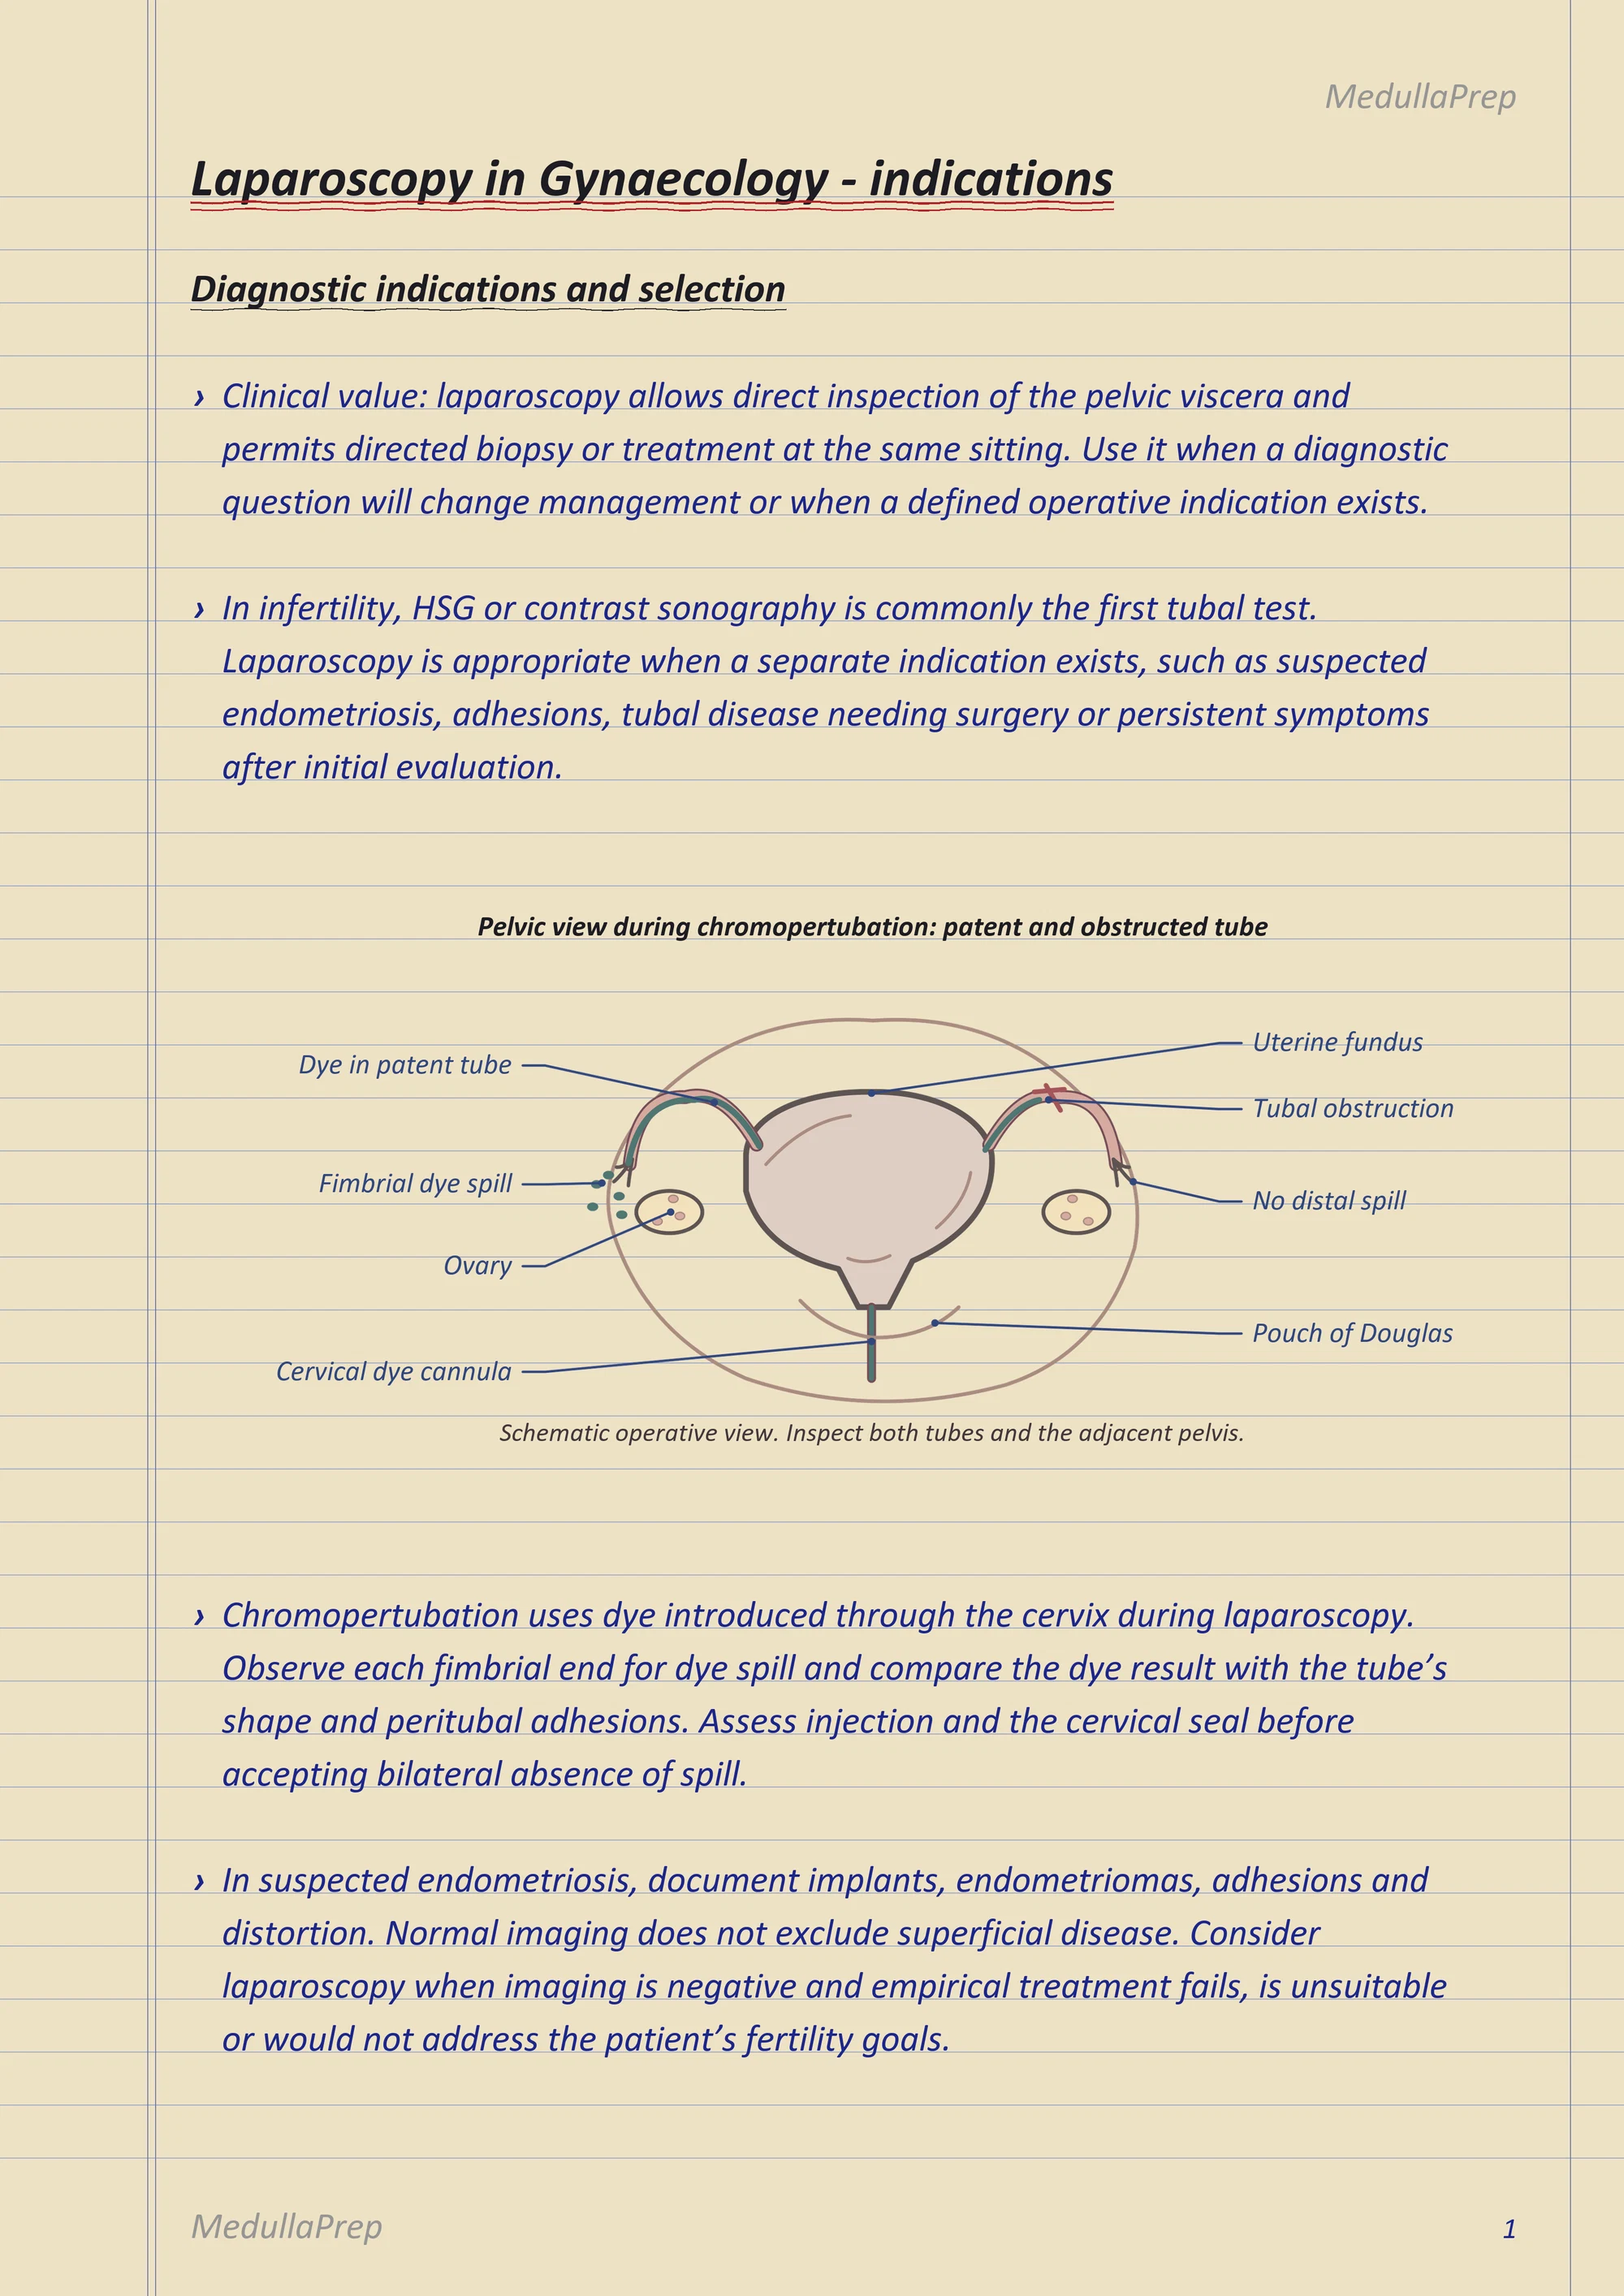 MedullaPrep
Laparoscopy in Gynaecology - indications
Diagnostic indications and selection
› Clinical value: laparoscopy allows direct inspection of the pelvic viscera and
permits directed biopsy or treatment at the same sitting. Use it when a diagnostic
question will change management or when a defined operative indication exists.
› In infertility, HSG or contrast sonography is commonly the first tubal test.
Laparoscopy is appropriate when a separate indication exists, such as suspected
endometriosis, adhesions, tubal disease needing surgery or persistent symptoms
after initial evaluation.
Pelvic view during chromopertubation: patent and obstructed tube
Uterine fundus
Dye in patent tube
Tubal obstruction
Fimbrial dye spill
No distal spill
Ovary
Pouch of Douglas
Cervical dye cannula
Schematic operative view. Inspect both tubes and the adjacent pelvis.
› Chromopertubation uses dye introduced through the cervix during laparoscopy.
Observe each fimbrial end for dye spill and compare the dye result with the tube’s
shape and peritubal adhesions. Assess injection and the cervical seal before
accepting bilateral absence of spill.
› In suspected endometriosis, document implants, endometriomas, adhesions and
distortion. Normal imaging does not exclude superficial disease. Consider
laparoscopy when imaging is negative and empirical treatment fails, is unsuitable
or would not address the patient’s fertility goals.
MedullaPrep
1